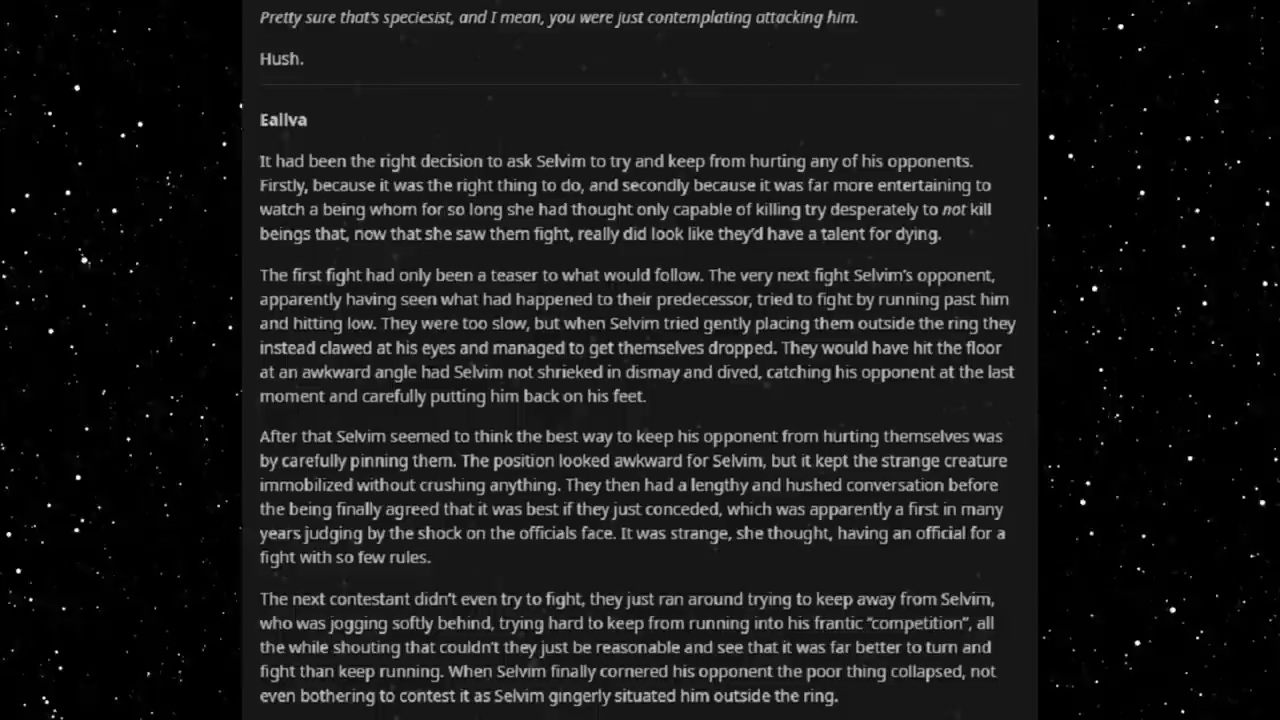 Pretty sure that's speciesist, and I mean, you were just contemplating attacking him.
Hush.
Ealiva
It had been the right decision to ask Selvim to try and keep from hurting any of his opponents.
Firstly, because it was the right thing to do, and secondly because it was far more entertaining to
watch a being whom for so long she had thought only capable of killing try desperately to not kill
beings that, now that she saw them fight, really did look like they'd have a talent for dying.
The first fight had only been a teaser to what would follow. The very next fight Selvim's opponent,
apparently having seen what had happened to their predecessor, tried to fight by running past him
and hitting low. They were too slow, but when Selvim tried gently placing them outside the ring they
instead clawed at his eyes and managed to get themselves dropped. They would have hit the floor
at an awkward angle had Selvim not shrieked in dismay and dived, catching his opponent at the last
moment and carefully putting him back on his feet.
After that Selvim seemed to think the best way to keep his opponent from hurting themselves was
by carefully pinning them. The position looked awkward for Selvim, but it kept the strange creature
immobilized without crushing anything. They then had a lengthy and hushed conversation before
the being finally agreed that it was best if they just conceded, which was apparently a first in many
years judging by the shock on the officials face. It was strange, she thought, having an official for a
fight with so few rules.
The next contestant didn't even try to fight, they just ran around trying to keep away from Selvim,
who was jogging softly behind, trying hard to keep from running into his frantic "competition", all
the while shouting that couldn't they just be reasonable and see that it was far better to turn and
fight than keep running. When Selvim finally cornered his opponent the poor thing collapsed, not
even bothering to contest it as Selvim gingerly situated him outside the ring.